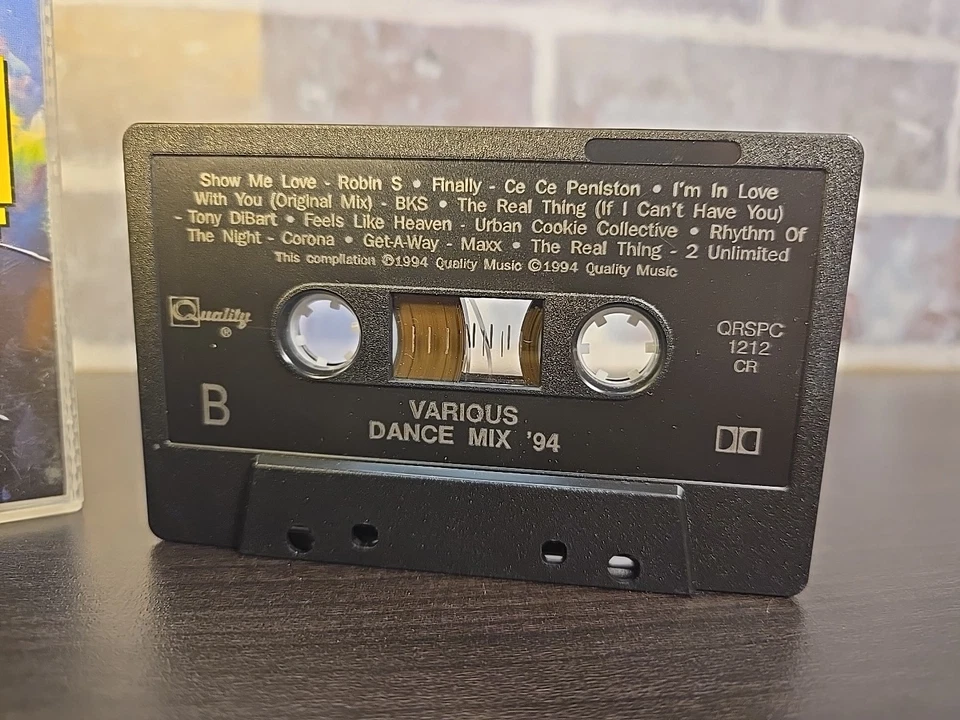 Show Me Love - Robin S • Finally - Ce Ce Peniston • I'm In Love
With You (Original Mix) - BKS • The Real Thing (If I Can't Have You)
- Tony DiBart • Feels Like Heaven - Urban Cookie Collective • Rhythm Of
The Night - Corona • Get-A-Way - Maxx • The Real Thing - 2 Unlimited
This compilation ℗1994 Quality Music ©1994 Quality Music
Quality
®
QRSPC
1212
CR
B
VARIOUS
DANCE MIX '94